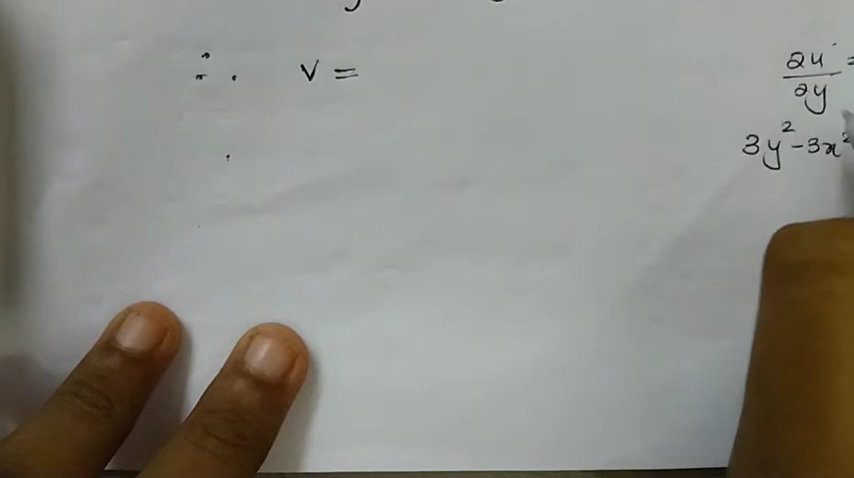 ∴ v =
∂u/∂y =
3y² - 3x²